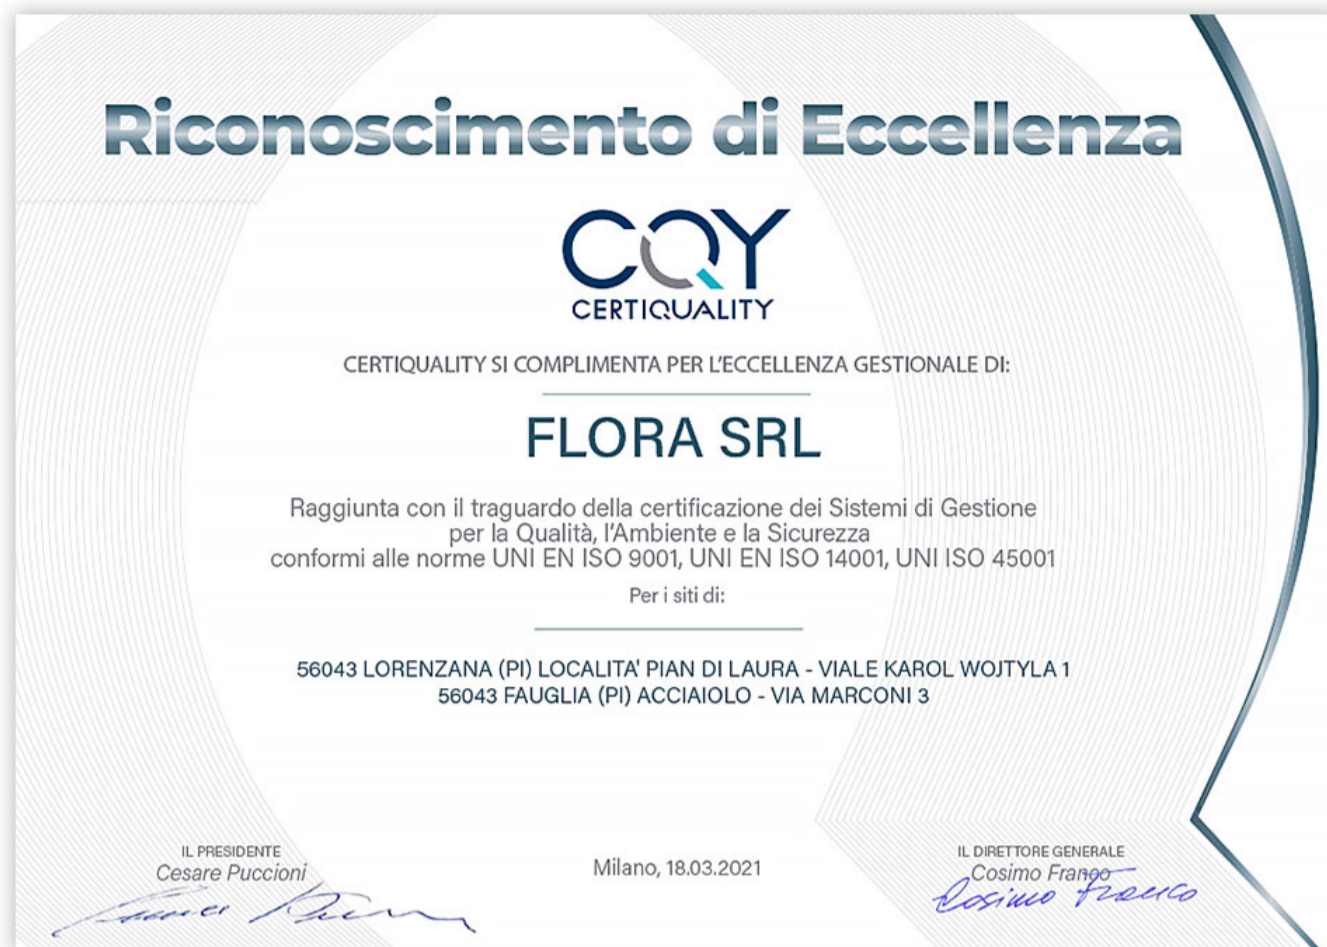 Riconoscimento di Eccellenza
CQY
CERTIQUALITY
CERTIQUALITY SI COMPLIMENTA PER L'ECCELLENZA GESTIONALE DI:
FLORA SRL
Raggiunta con il traguardo della certificazione dei Sistemi di Gestione
per la Qualità, l'Ambiente e la Sicurezza
conformi alle norme UNI EN ISO 9001, UNI EN ISO 14001, UNI ISO 45001
Per i siti di:
56043 LORENZANA (PI) LOCALITA' PIAN DI LAURA - VIALE KAROL WOJTYLA 1
56043 FAUGLIA (PI) ACCIAIOLO - VIA MARCONI 3
IL PRESIDENTE
Cesare Puccioni
Milano, 18.03.2021
IL DIRETTORE GENERALE
Cosimo Franco
Cosimo Franco